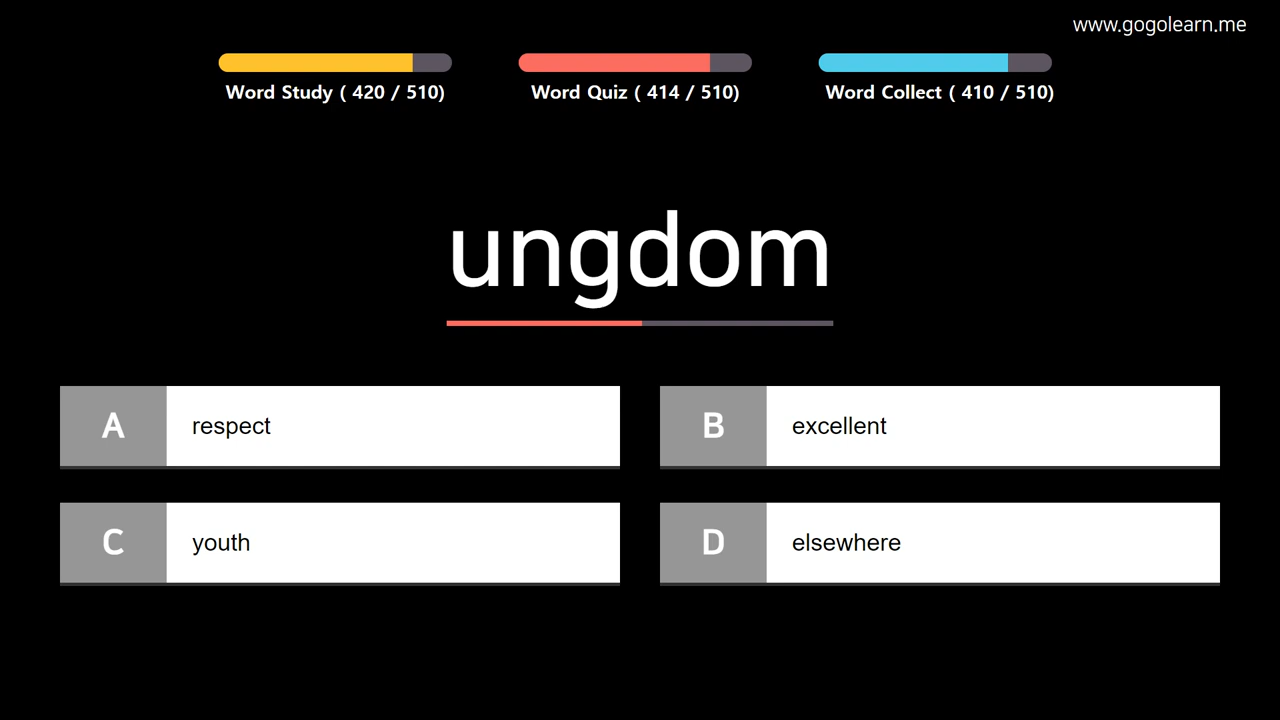 www.gogolearn.me
Word Study ( 420 / 510)
Word Quiz ( 414 / 510)
Word Collect ( 410 / 510)
ungdom
A respect
B excellent
C youth
D elsewhere